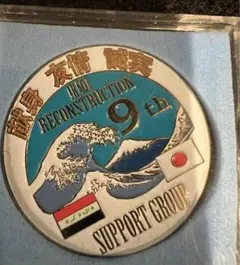 献身 友情 誠実
IRAQ
RECONSTRUCTION
9th
SUPPORT GROUP